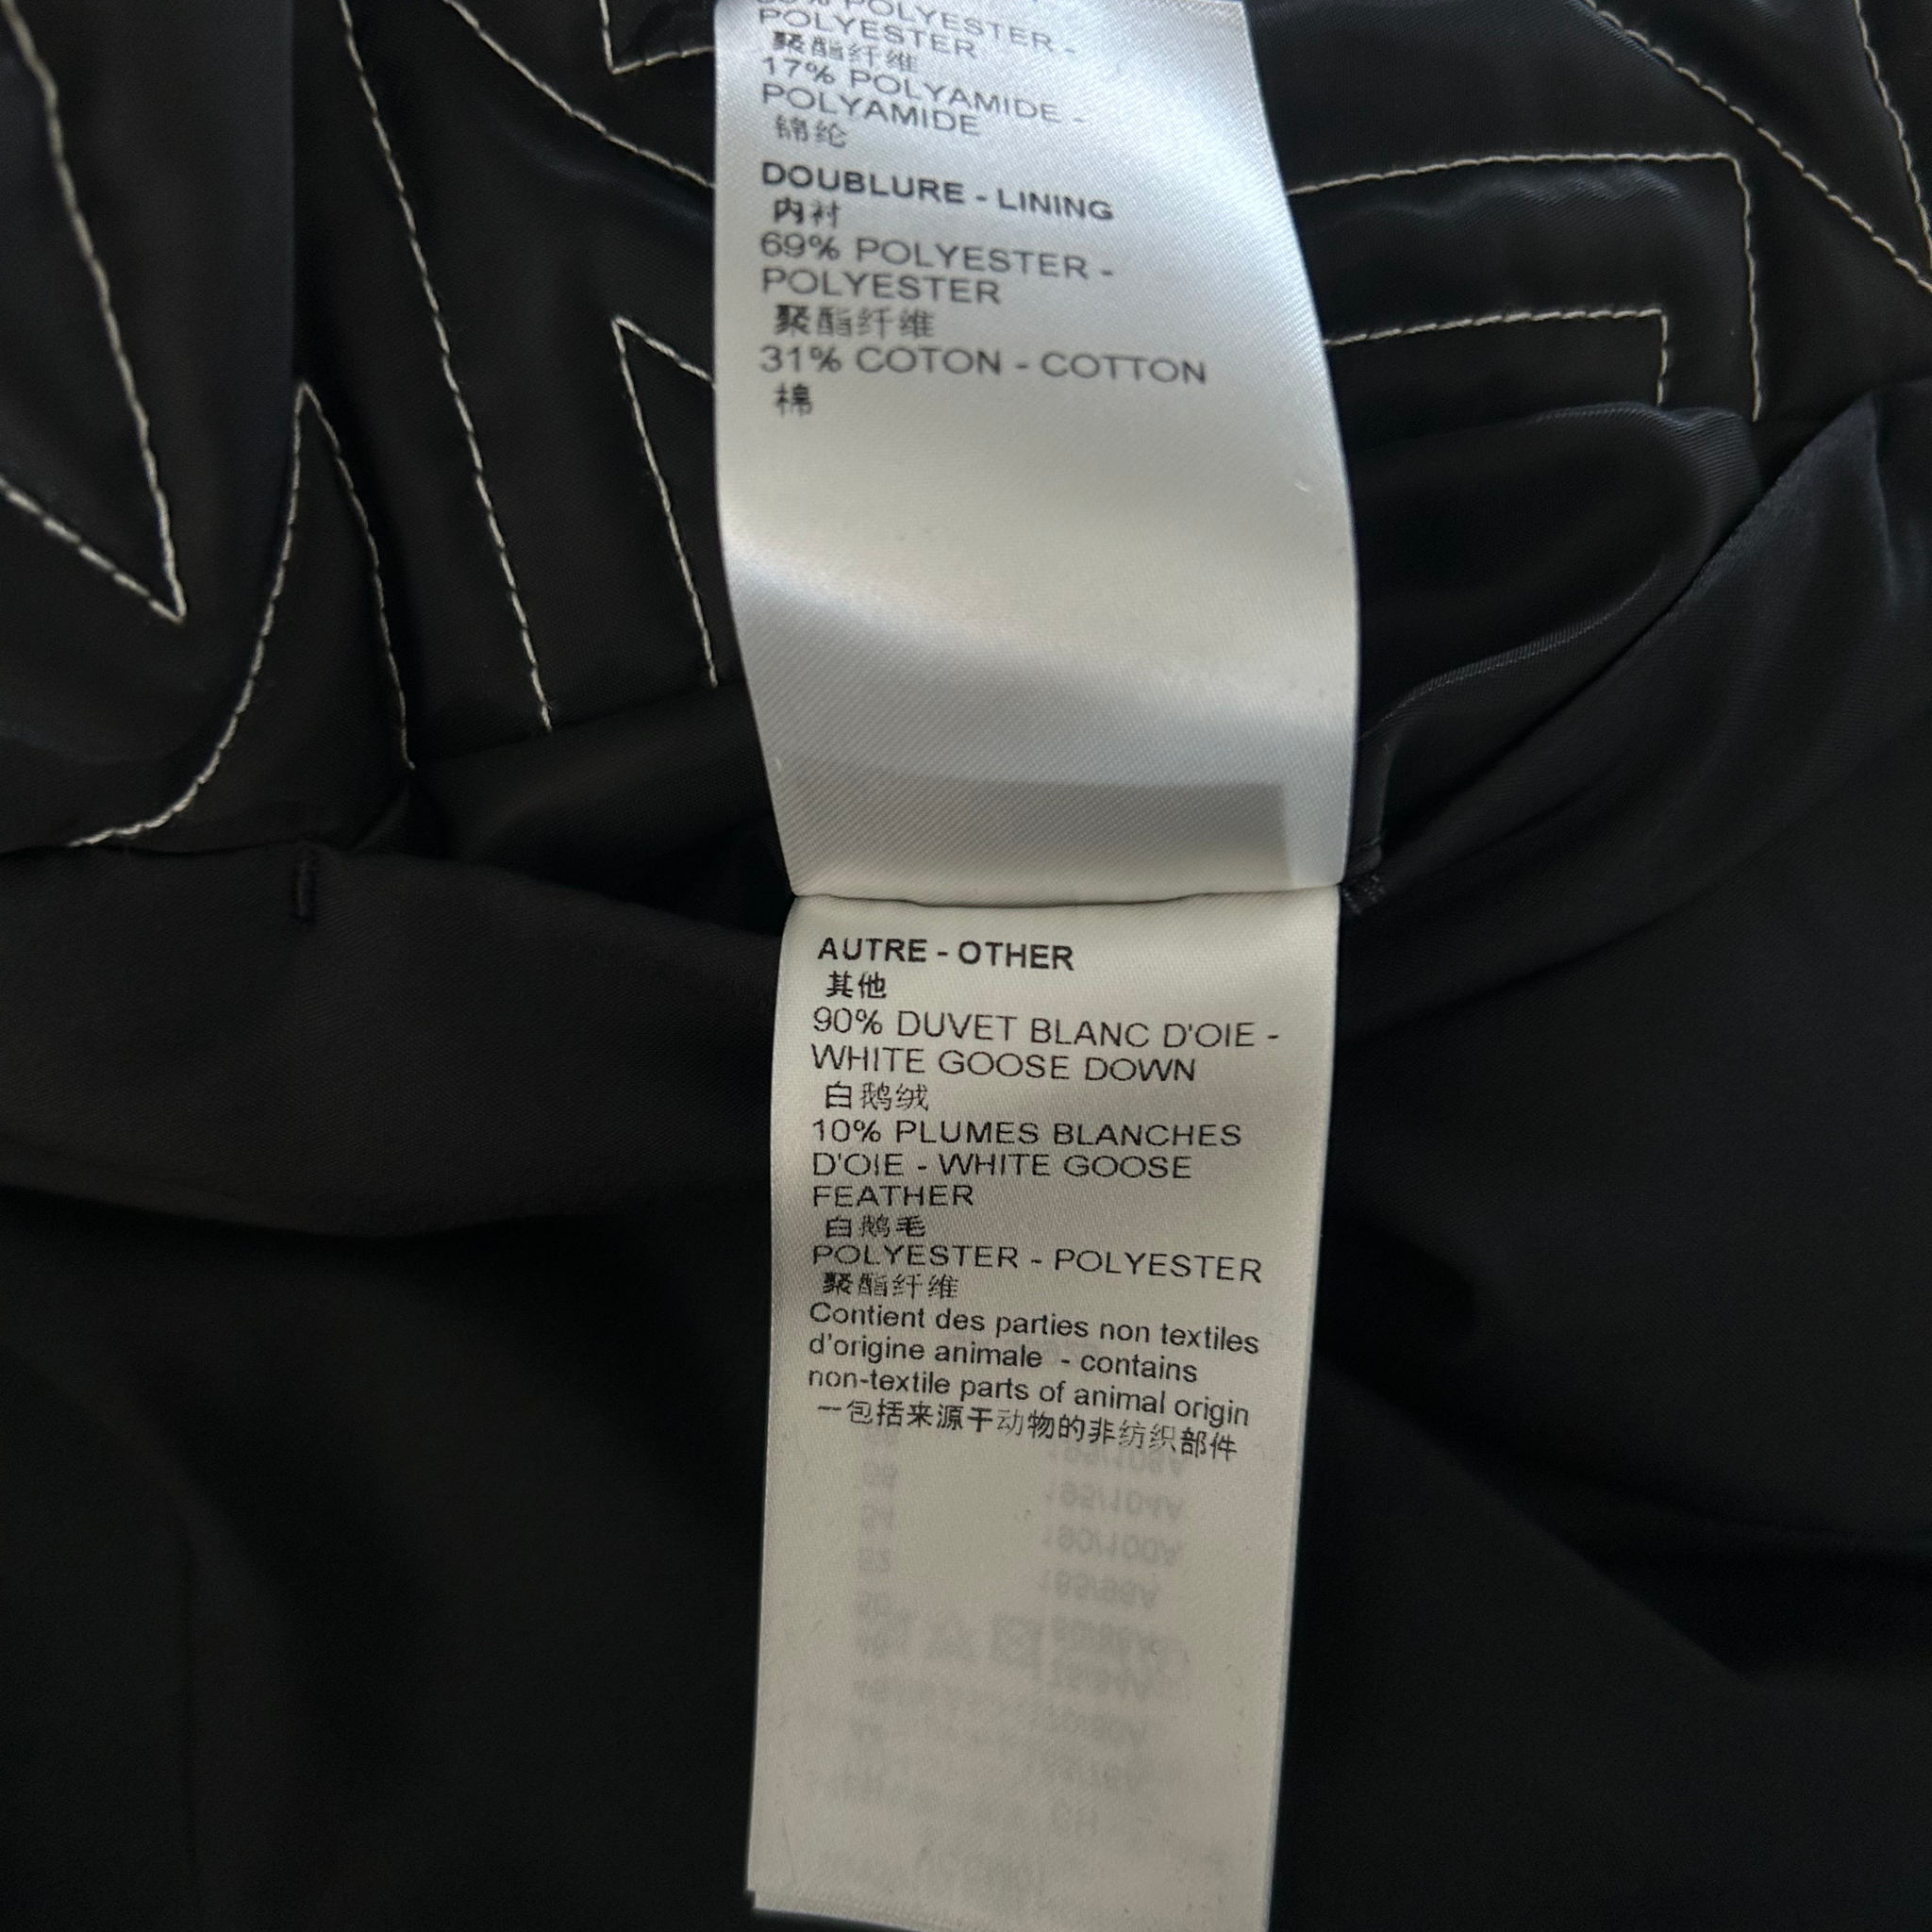 POLYESTER -
POLYESTER
聚酯纤维
17% POLYAMIDE -
POLYAMIDE
锦纶
DOUBLURE - LINING
内衬
69% POLYESTER -
POLYESTER
聚酯纤维
31% COTON - COTTON
棉
AUTRE - OTHER
其他
90% DUVET BLANC D'OIE -
WHITE GOOSE DOWN
白鹅绒
10% PLUMES BLANCHES
D'OIE - WHITE GOOSE
FEATHER
白鹅毛
POLYESTER - POLYESTER
聚酯纤维
Contient des parties non textiles
d'origine animale - contains
non-textile parts of animal origin
一包括来源于动物的非纺织部件